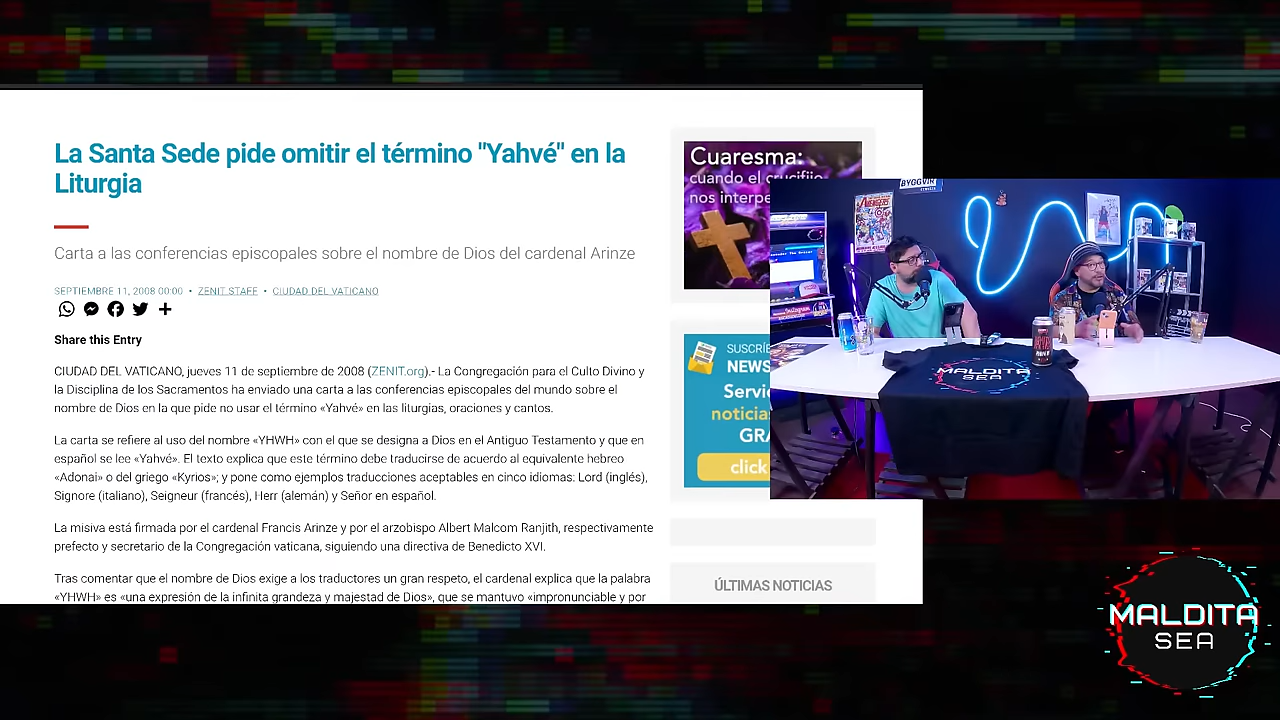 La Santa Sede pide omitir el término "Yahvé" en la
Liturgia
Carta a las conferencias episcopales sobre el nombre de Dios del cardenal Arinze
SEPTIEMBRE 11, 2008 00:00 • ZENIT STAFF • CIUDAD DEL VATICANO
Share this Entry
CIUDAD DEL VATICANO, jueves 11 de septiembre de 2008 (ZENIT.org).- La Congregación para el Culto Divino y
la Disciplina de los Sacramentos ha enviado una carta a las conferencias episcopales del mundo sobre el
nombre de Dios en la que pide no usar el término «Yahvé» en las liturgias, oraciones y cantos.
La carta se refiere al uso del nombre «YHWH» con el que se designa a Dios en el Antiguo Testamento y que en
español se lee «Yahvé». El texto explica que este término debe traducirse de acuerdo al equivalente hebreo
«Adonai» o del griego «Kyrios»; y pone como ejemplos traducciones aceptables en cinco idiomas: Lord (inglés),
Signore (italiano), Seigneur (francés), Herr (alemán) y Señor en español.
La misiva está firmada por el cardenal Francis Arinze y por el arzobispo Albert Malcom Ranjith, respectivamente
prefecto y secretario de la Congregación vaticana, siguiendo una directiva de Benedicto XVI.
Tras comentar que el nombre de Dios exige a los traductores un gran respeto, el cardenal explica que la palabra
«YHWH» es «una expresión de la infinita grandeza y majestad de Dios», que se mantuvo «impronunciable y por
Cuaresma:
cuando el crucifijo
nos interpe
SUSCRÍBE
NEWS
Servic
noticias
GRA
click
ÚLTIMAS NOTICIAS
BYGGVIR
AVENGERS
MALDITA
SEA
MALDITA
SEA